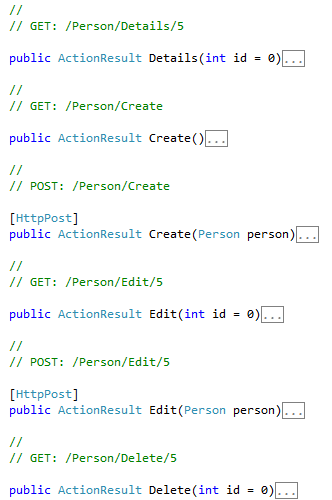 //
// GET: /Person/Details/5
public ActionResult Details(int id = 0)...
//
// GET: /Person/Create
public ActionResult Create()...
//
// POST: /Person/Create
[HttpPost]
public ActionResult Create(Person person)...
//
// GET: /Person/Edit/5
public ActionResult Edit(int id = 0)...
//
// POST: /Person/Edit/5
[HttpPost]
public ActionResult Edit(Person person)...
//
// GET: /Person/Delete/5
public ActionResult Delete(int id = 0)...